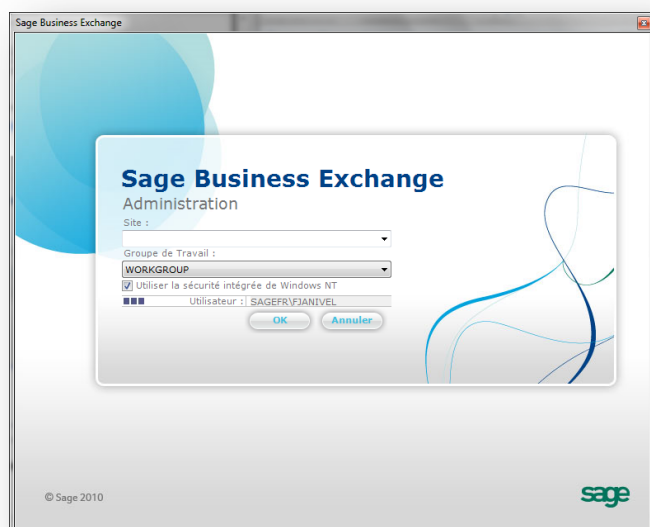 Sage Business Exchange
Sage Business Exchange
Administration
Site :
Groupe de Travail :
WORKGROUP
Utiliser la sécurité intégrée de Windows NT
Utilisateur : SAGEFR\FJANIVEL
OK Annuler
© Sage 2010
sage